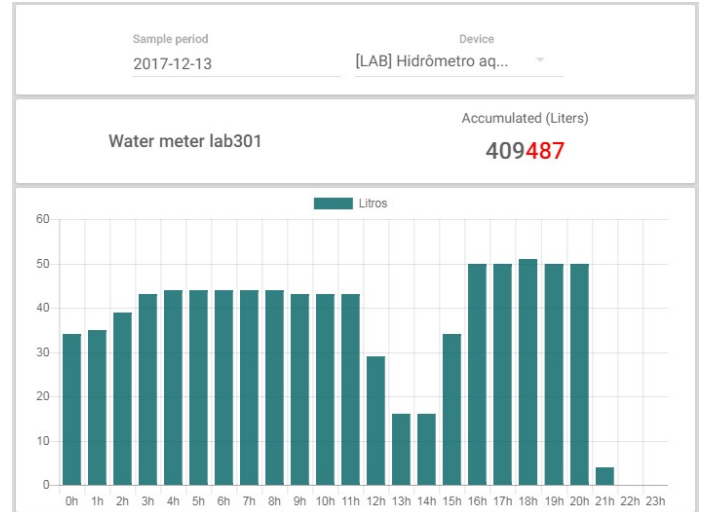 Sample period
Device
2017-12-13
[LAB] Hidrômetro aq...
Water meter lab301
Accumulated (Liters)
409487
Litros
60
50
40
30
20
10
0
0h 1h 2h 3h 4h 5h 6h 7h 8h 9h 10h 11h 12h 13h 14h 15h 16h 17h 18h 19h 20h 21h 22h 23h